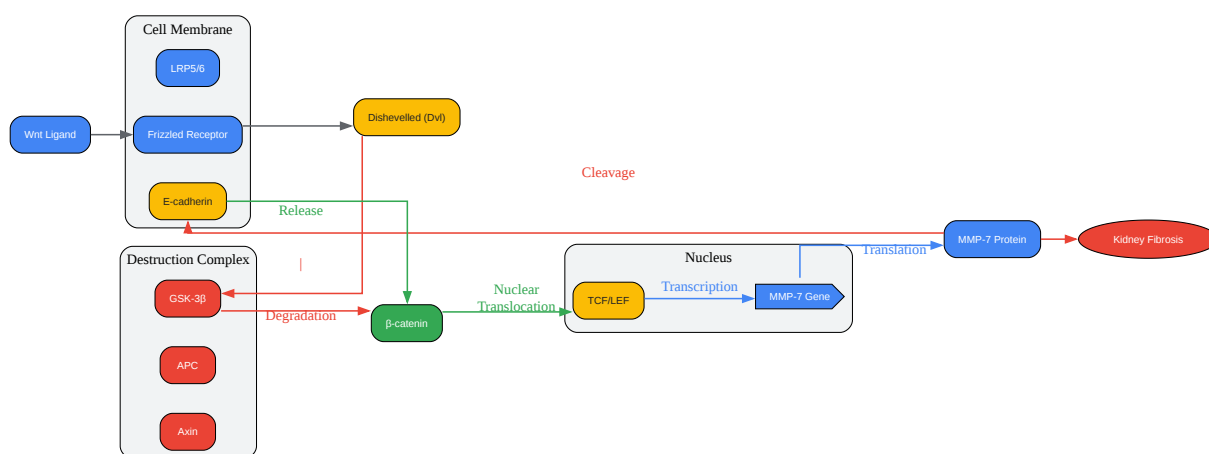 Cell Membrane
LRP5/6
Wnt Ligand
Frizzled Receptor
Dishevelled (Dvl)
Cleavage
E-cadherin
Release
MMP-7 Protein
Kidney Fibrosis
Translation
Destruction Complex
|
Nucleus
GSK-3β
Degradation
β-catenin
Nuclear
Translocation
TCF/LEF
Transcription
MMP-7 Gene
APC
Axin